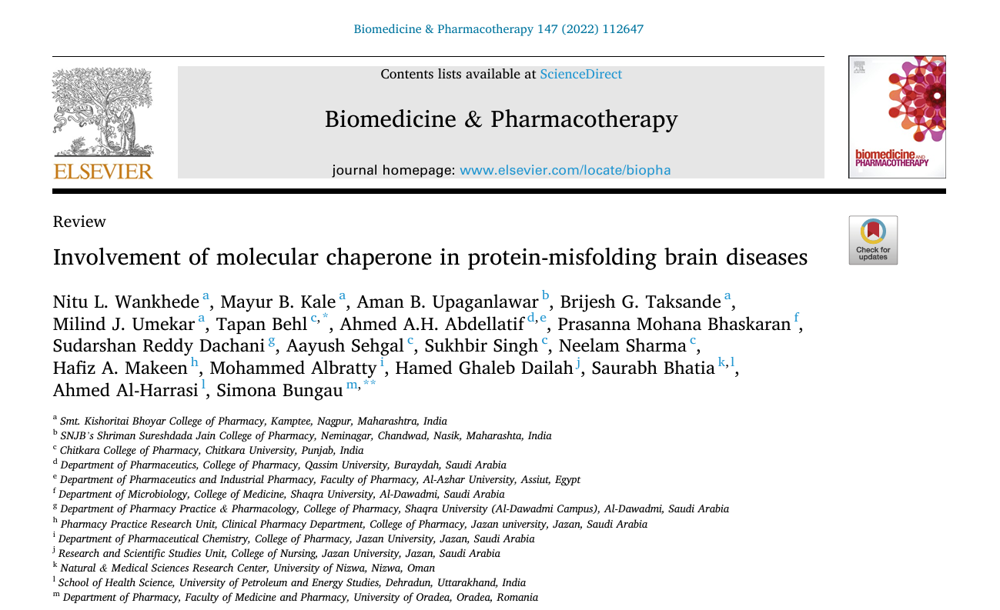 Biomedicine & Pharmacotherapy 147 (2022) 112647
Contents lists available at ScienceDirect
Biomedicine & Pharmacotherapy
journal homepage: www.elsevier.com/locate/biopha
ELSEVIER
biomedicine AND
PHARMACOTHERAPY
Review
Check for
updates
Involvement of molecular chaperone in protein-misfolding brain diseases
Nitu L. Wankhede a, Mayur B. Kale a, Aman B. Upaganlawar b, Brijesh G. Taksande a,
Milind J. Umekar a, Tapan Behl c,*, Ahmed A.H. Abdellatif d,e, Prasanna Mohana Bhaskaran f,
Sudarshan Reddy Dachani g, Aayush Sehgal c, Sukhbir Singh c, Neelam Sharma c,
Hafiz A. Makeen h, Mohammed Albratty i, Hamed Ghaleb Dailah j, Saurabh Bhatia k,l,
Ahmed Al-Harrasi l, Simona Bungau m,**
a Smt. Kishoritai Bhoyar College of Pharmacy, Kamptee, Nagpur, Maharashtra, India
b SNJB's Shriman Sureshdada Jain College of Pharmacy, Neminagar, Chandwad, Nasik, Maharashta, India
c Chitkara College of Pharmacy, Chitkara University, Punjab, India
d Department of Pharmaceutics, College of Pharmacy, Qassim University, Buraydah, Saudi Arabia
e Department of Pharmaceutics and Industrial Pharmacy, Faculty of Pharmacy, Al-Azhar University, Assiut, Egypt
f Department of Microbiology, College of Medicine, Shaqra University, Al-Dawadmi, Saudi Arabia
g Department of Pharmacy Practice & Pharmacology, College of Pharmacy, Shaqra University (Al-Dawadmi Campus), Al-Dawadmi, Saudi Arabia
h Pharmacy Practice Research Unit, Clinical Pharmacy Department, College of Pharmacy, Jazan university, Jazan, Saudi Arabia
i Department of Pharmaceutical Chemistry, College of Pharmacy, Jazan University, Jazan, Saudi Arabia
j Research and Scientific Studies Unit, College of Nursing, Jazan University, Jazan, Saudi Arabia
k Natural & Medical Sciences Research Center, University of Nizwa, Nizwa, Oman
l School of Health Science, University of Petroleum and Energy Studies, Dehradun, Uttarakhand, India
m Department of Pharmacy, Faculty of Medicine and Pharmacy, University of Oradea, Oradea, Romania